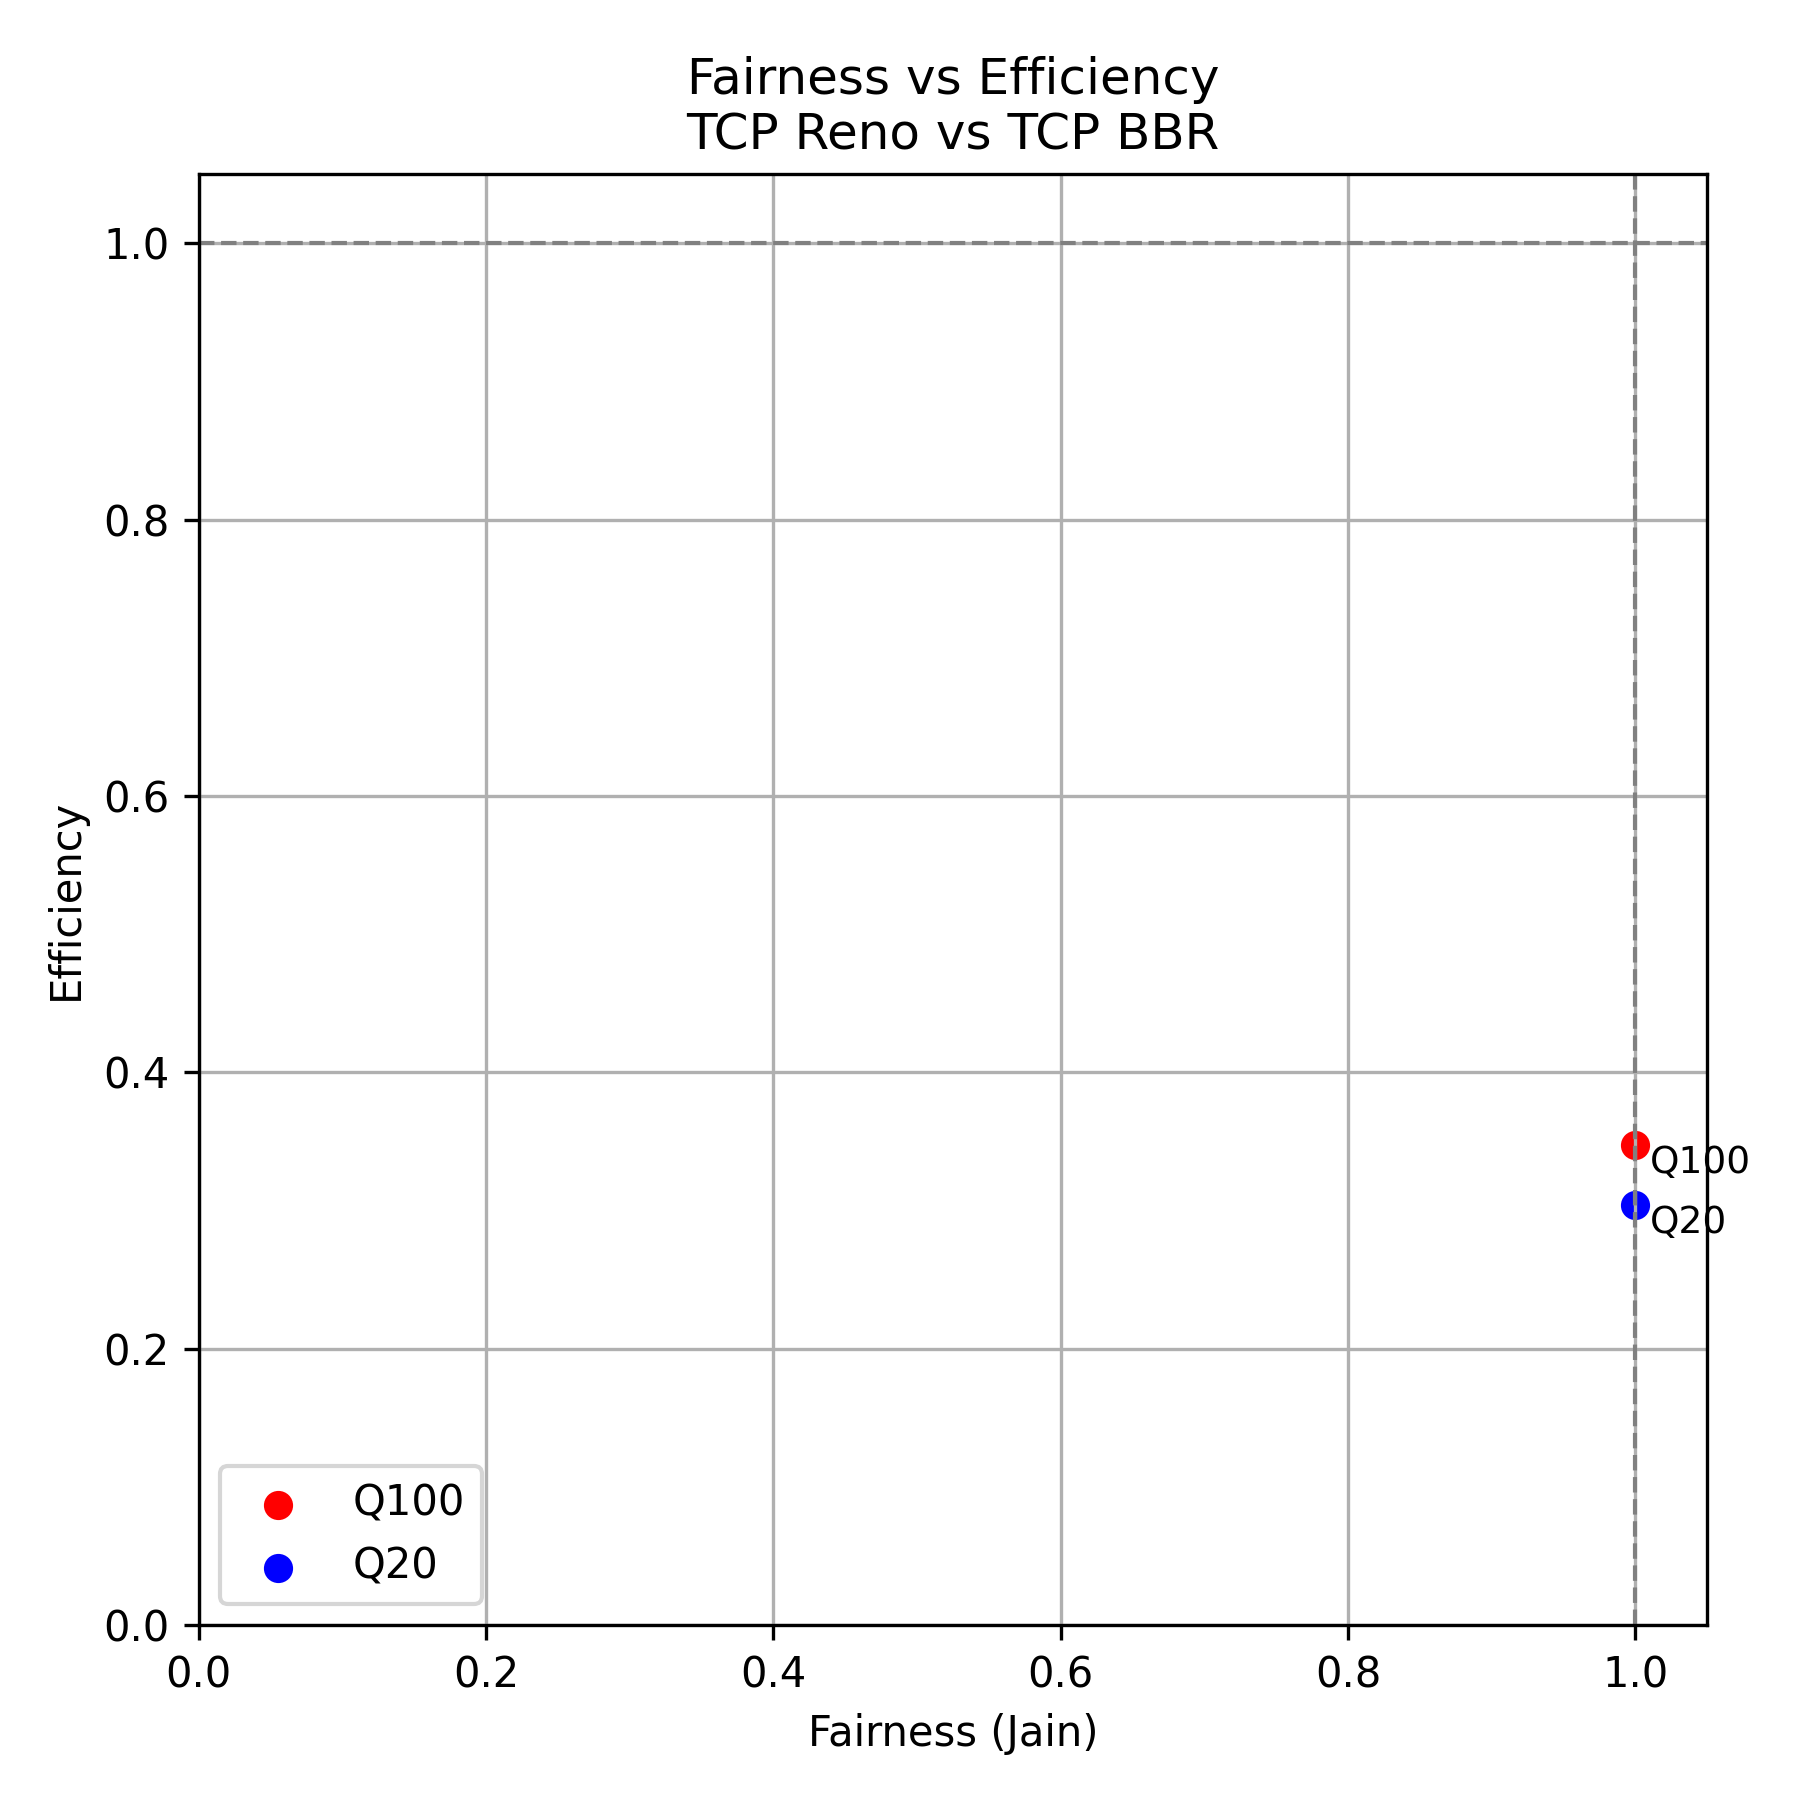 Fairness vs Efficiency
TCP Reno vs TCP BBR
1.0
0.8
0.6
0.4
0.2
0.0
Efficiency
Q100
Q20
Q100
Q20
0.0 0.2 0.4 0.6 0.8 1.0
Fairness (Jain)